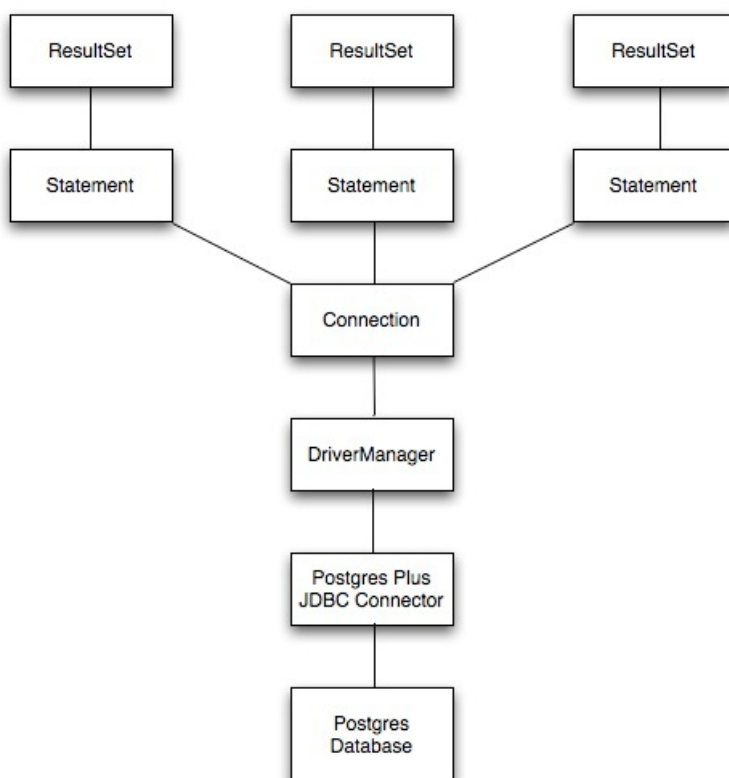 ResultSet
ResultSet
ResultSet
Statement
Statement
Statement
Connection
DriverManager
Postgres Plus
JDBC Connector
Postgres
Database